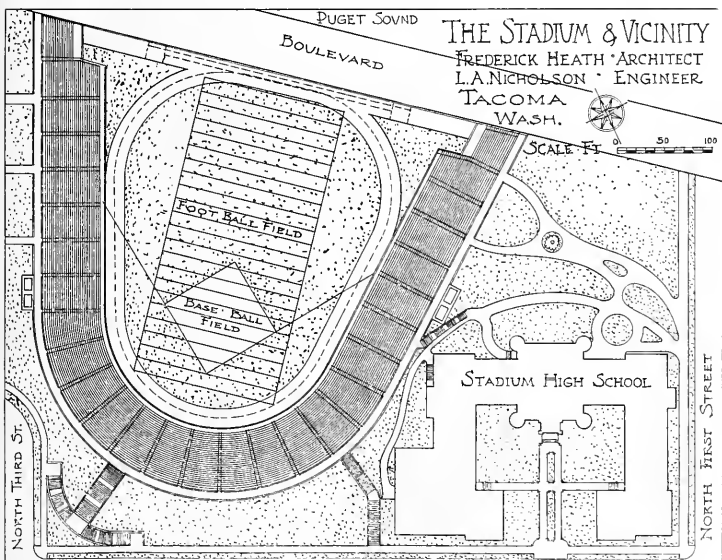 PUGET SOUND
BOULEVARD
THE STADIUM & VICINITY
FREDERICK HEATH · ARCHITECT
L.A. NICHOLSON · ENGINEER
TACOMA
WASH.
SCALE FT. 0 50 100
FOOT BALL FIELD
BASE · BALL
FIELD
STADIUM HIGH SCHOOL
NORTH THIRD ST.
NORTH FIRST STREET